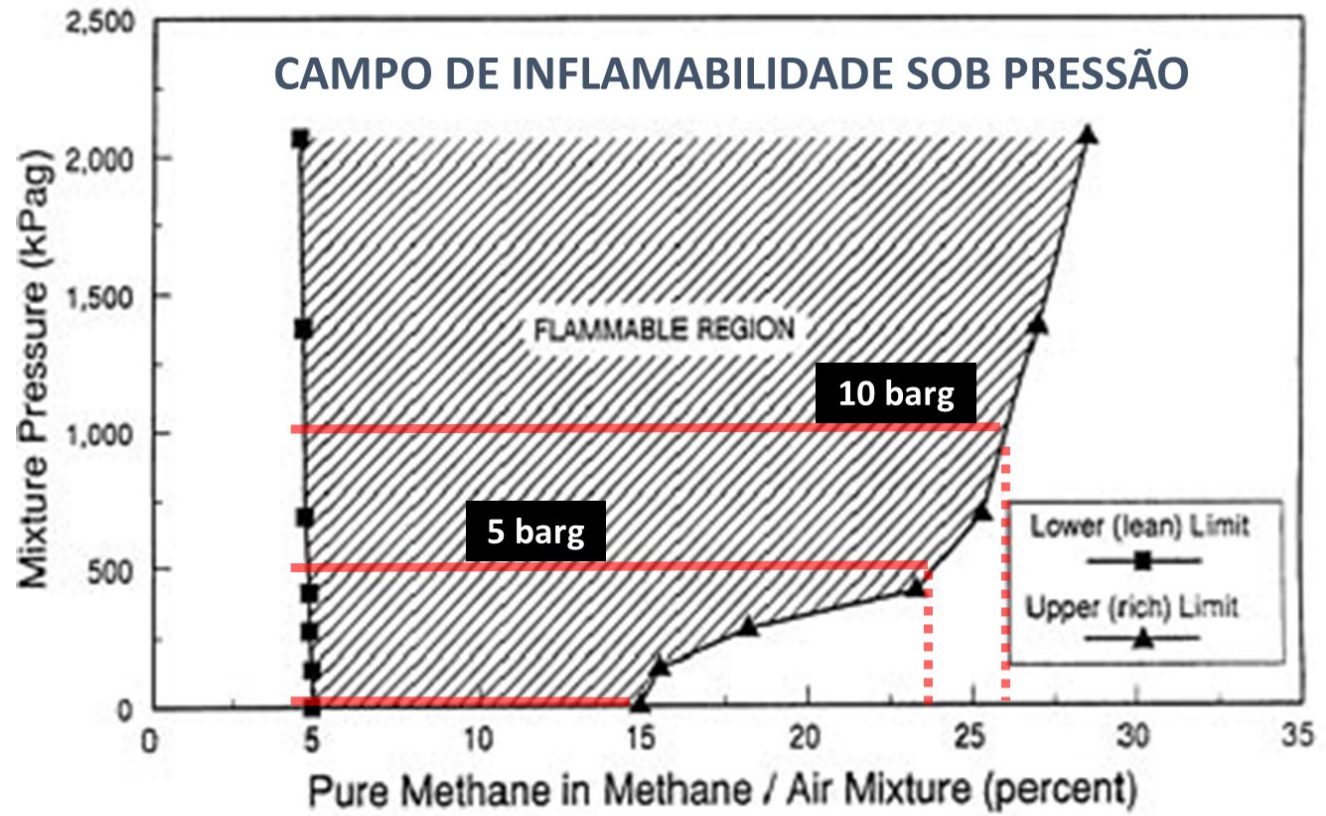 CAMPO DE INFLAMABILIDADE SOB PRESSÃO
Mixture Pressure (kPag)
2,500
2,000
1,500
1,000
500
0
FLAMMABLE REGION
10 barg
5 barg
Lower (lean) Limit
Upper (rich) Limit
0 5 10 15 20 25 30 35
Pure Methane in Methane / Air Mixture (percent)